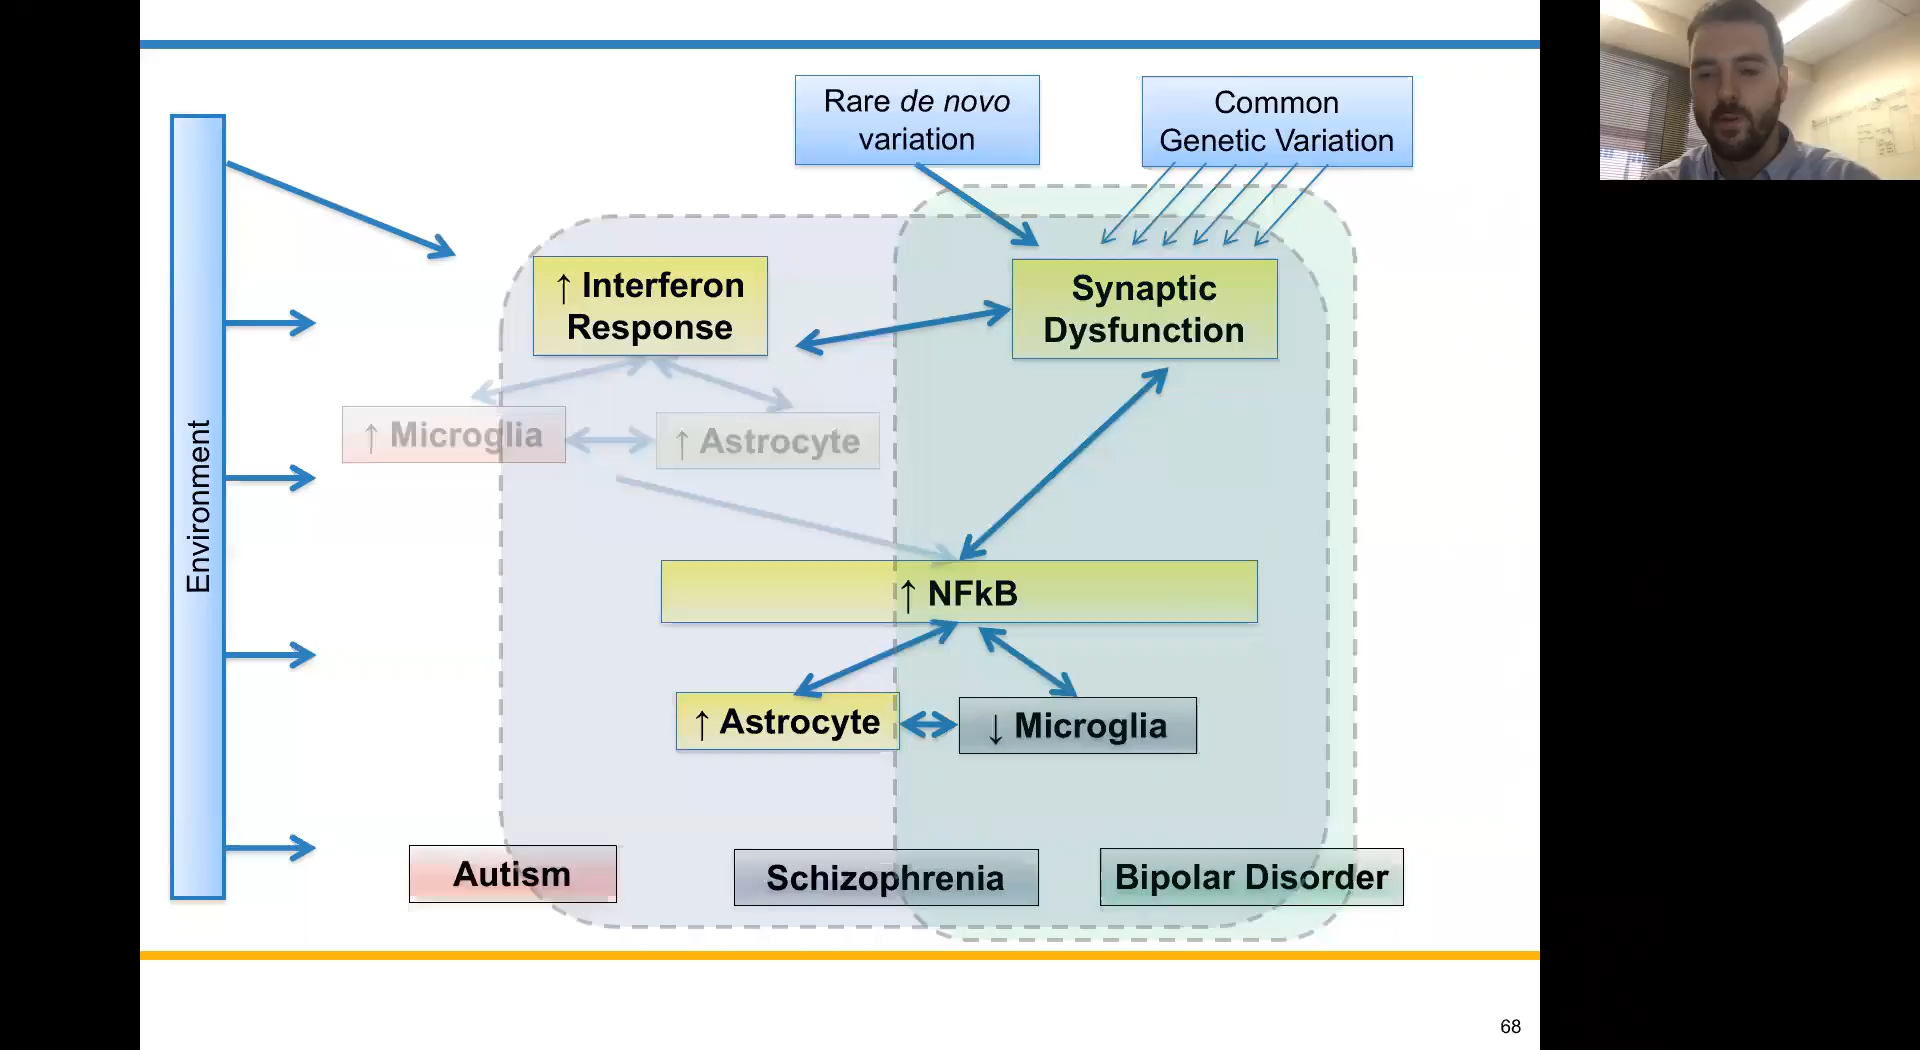 Rare de novo
variation
Common
Genetic Variation
Environment
↑ Interferon
Response
Synaptic
Dysfunction
↑ Microglia
↑ Astrocyte
↑ NFkB
↑ Astrocyte
↓ Microglia
Autism
Schizophrenia
Bipolar Disorder
68